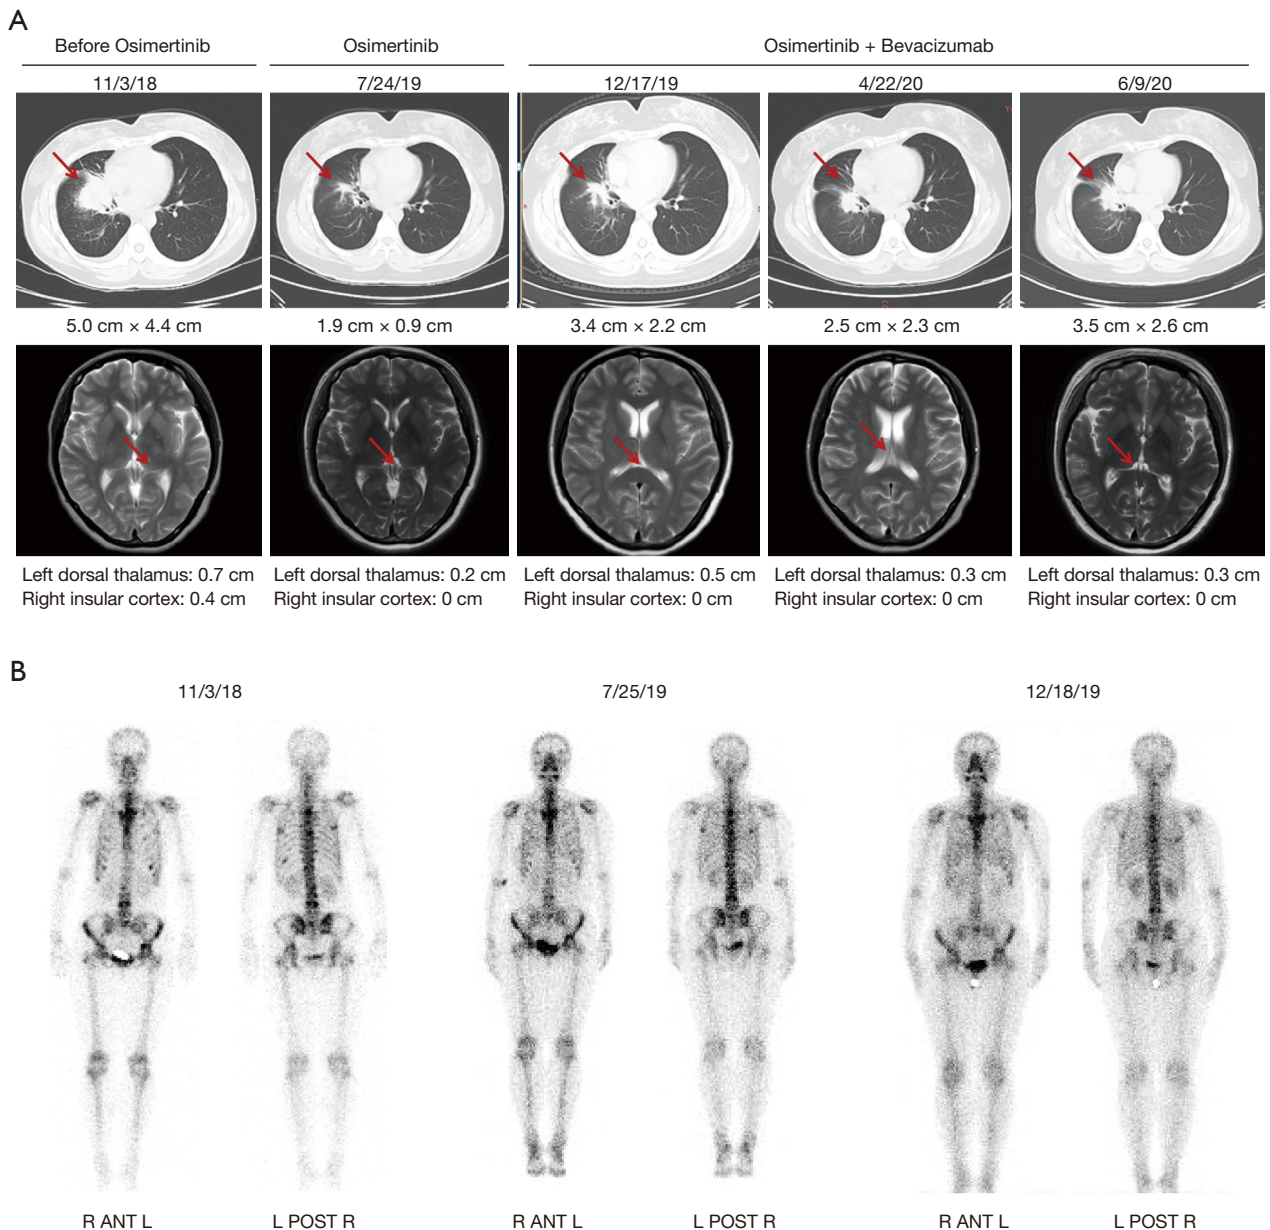 A
Before Osimertinib
Osimertinib
Osimertinib + Bevacizumab
11/3/18
7/24/19
12/17/19
4/22/20
6/9/20
5.0 cm × 4.4 cm
1.9 cm × 0.9 cm
3.4 cm × 2.2 cm
2.5 cm × 2.3 cm
3.5 cm × 2.6 cm
Left dorsal thalamus: 0.7 cm
Right insular cortex: 0.4 cm
Left dorsal thalamus: 0.2 cm
Right insular cortex: 0 cm
Left dorsal thalamus: 0.5 cm
Right insular cortex: 0 cm
Left dorsal thalamus: 0.3 cm
Right insular cortex: 0 cm
Left dorsal thalamus: 0.3 cm
Right insular cortex: 0 cm
B
11/3/18
7/25/19
12/18/19
R ANT L
L POST R
R ANT L
L POST R
R ANT L
L POST R